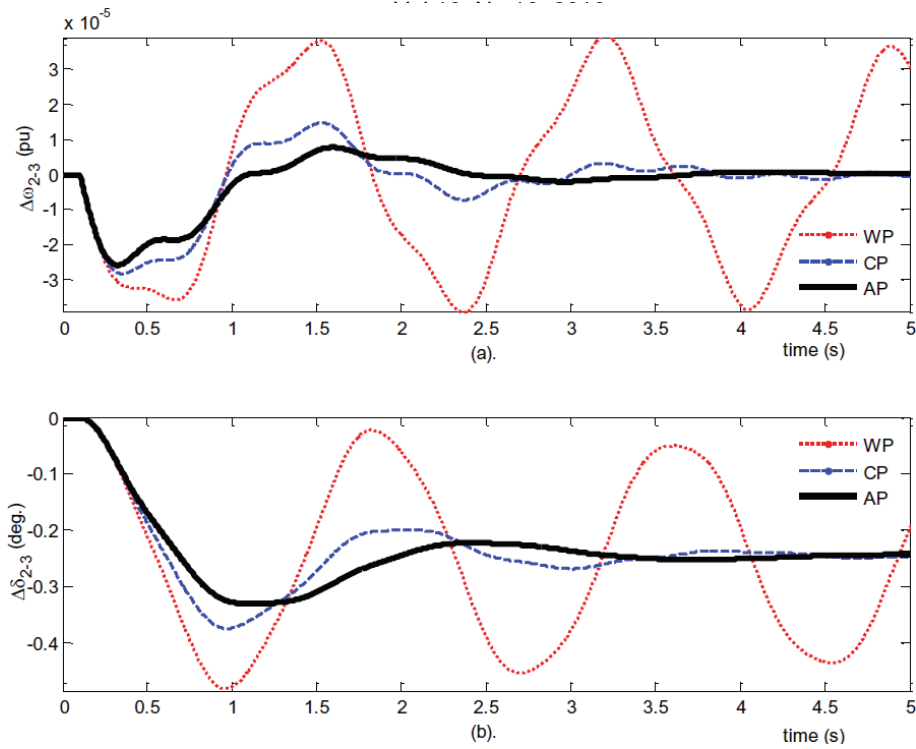 x 10-5
3
2
1
0
-1
-2
-3
Δω2-3 (pu)
WP
CP
AP
0 0.5 1 1.5 2 2.5 3 3.5 4 4.5 5
(a).
time (s)
0
-0.1
-0.2
-0.3
-0.4
Δδ2-3 (deg.)
WP
CP
AP
0 0.5 1 1.5 2 2.5 3 3.5 4 4.5 5
(b).
time (s)